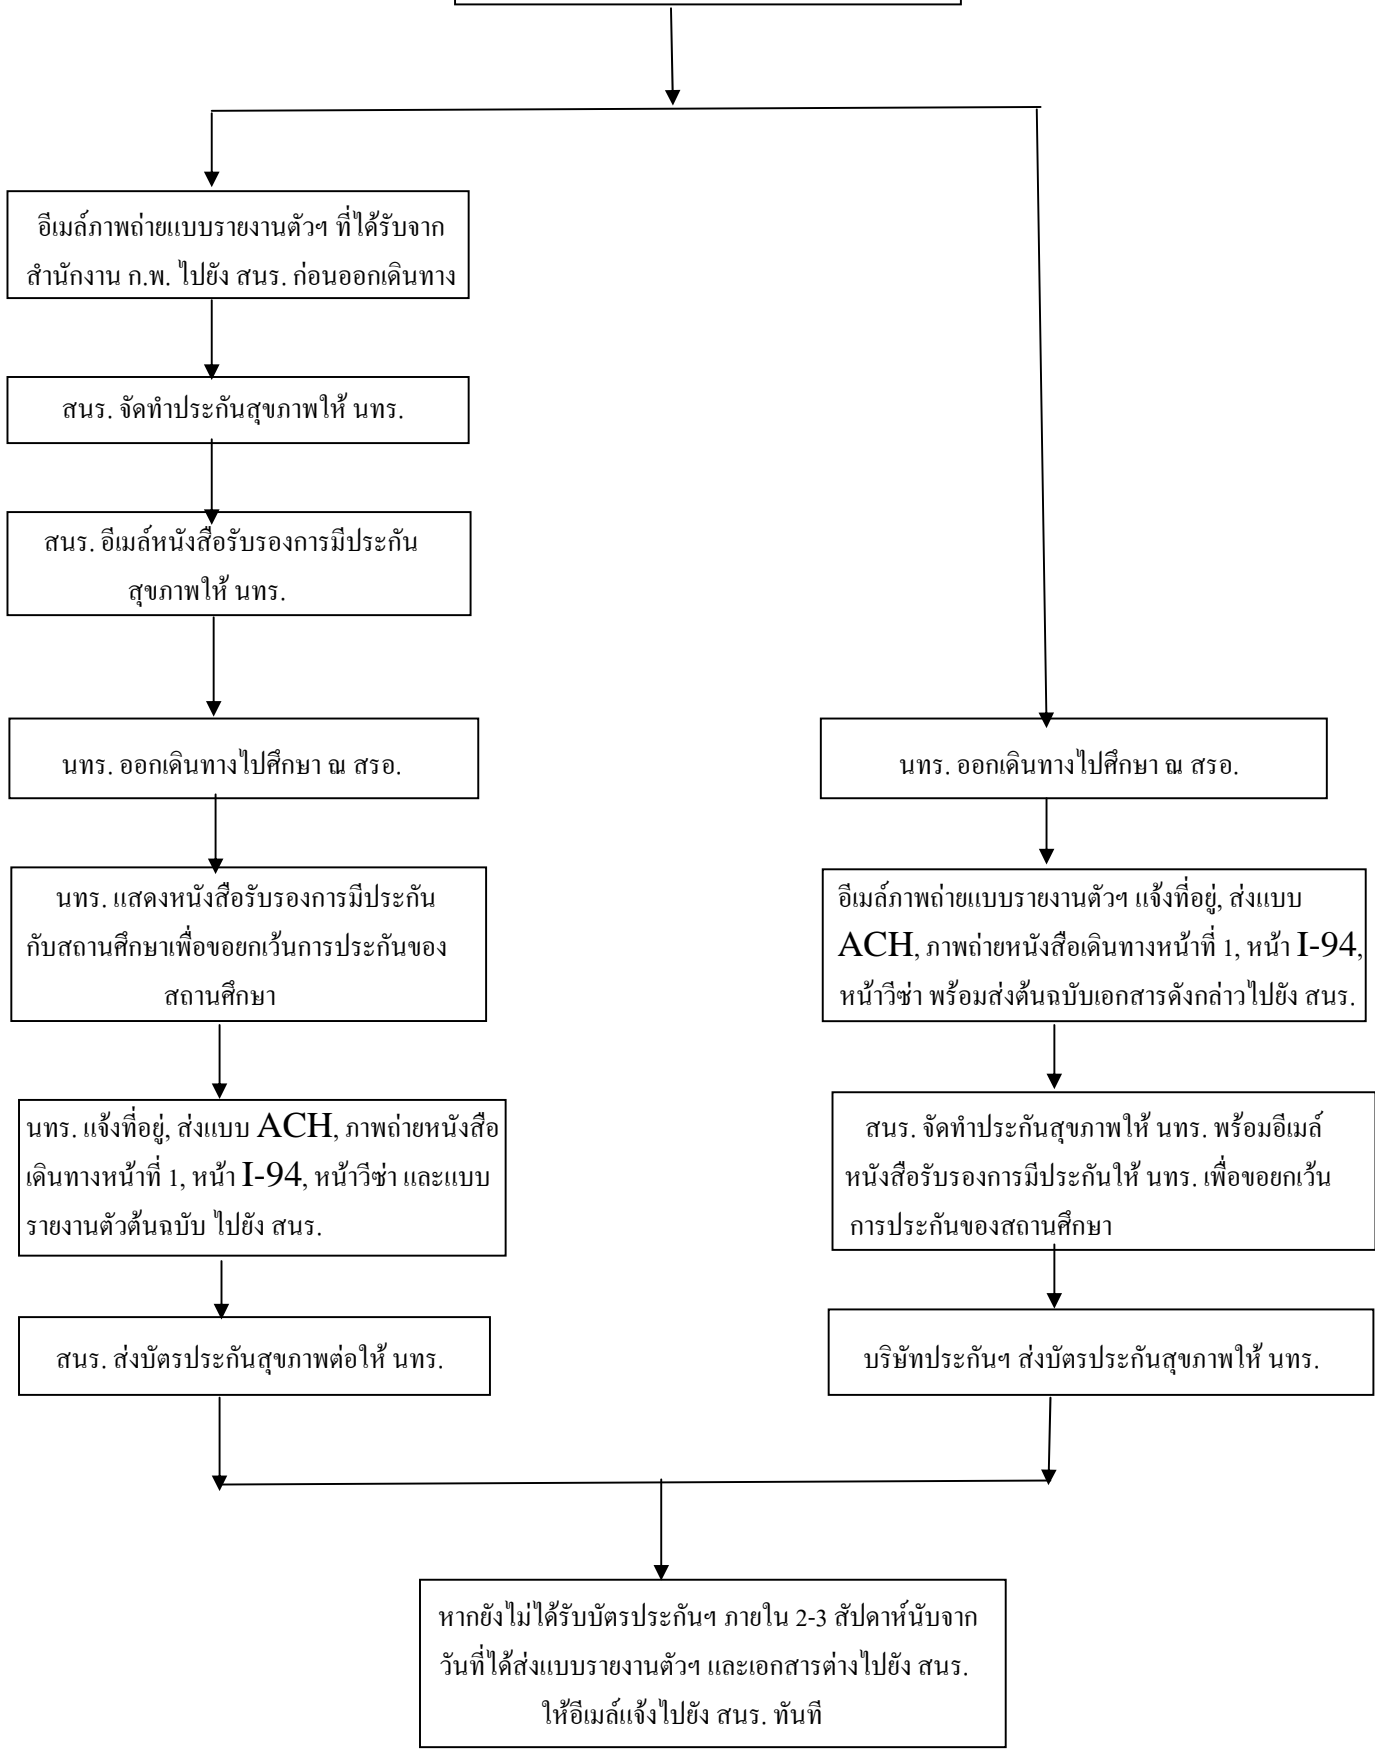 อีเมล์ภาพถ่ายแบบรายงานตัวฯ ที่ได้รับจาก
สำนักงาน ก.พ. ไปยัง สนร. ก่อนออกเดินทาง
สนร. จัดทำประกันสุขภาพให้ นทร.
สนร. อีเมล์หนังสือรับรองการมีประกัน
สุขภาพให้ นทร.
นทร. ออกเดินทางไปศึกษา ณ สรอ.
นทร. แสดงหนังสือรับรองการมีประกัน
กับสถานศึกษาเพื่อขอยกเว้นการประกันของ
สถานศึกษา
นทร. แจ้งที่อยู่, ส่งแบบ ACH, ภาพถ่ายหนังสือ
เดินทางหน้าที่ 1, หน้า I-94, หน้าวีซ่า และแบบ
รายงานตัวต้นฉบับ ไปยัง สนร.
สนร. ส่งบัตรประกันสุขภาพต่อให้ นทร.
นทร. ออกเดินทางไปศึกษา ณ สรอ.
อีเมล์ภาพถ่ายแบบรายงานตัวฯ แจ้งที่อยู่, ส่งแบบ
ACH, ภาพถ่ายหนังสือเดินทางหน้าที่ 1, หน้า I-94,
หน้าวีซ่า พร้อมส่งต้นฉบับเอกสารดังกล่าวไปยัง สนร.
สนร. จัดทำประกันสุขภาพให้ นทร. พร้อมอีเมล์
หนังสือรับรองการมีประกันให้ นทร. เพื่อขอยกเว้น
การประกันของสถานศึกษา
บริษัทประกันฯ ส่งบัตรประกันสุขภาพให้ นทร.
หากยังไม่ได้รับบัตรประกันฯ ภายใน 2-3 สัปดาห์นับจาก
วันที่ได้ส่งแบบรายงานตัวฯ และเอกสารต่างไปยัง สนร.
ให้อีเมล์แจ้งไปยัง สนร. ทันที